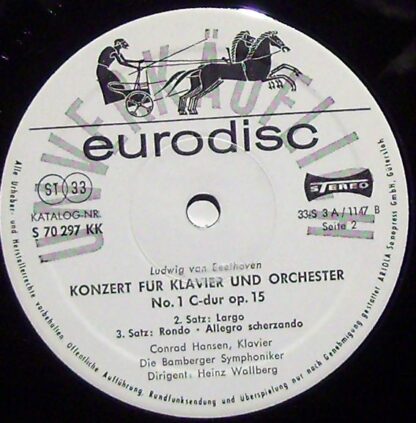 UNVERKÄUFLICH
eurodisc
ST 33
KATALOG-NR.
S 70 297 KK
STEREO
33/S 3 A / 1147 B
Seite 2
Ludwig van Beethoven
KONZERT FÜR KLAVIER UND ORCHESTER
No. 1 C-dur op. 15
2. Satz: Largo
3. Satz: Rondo · Allegro scherzando
Conrad Hansen, Klavier
Die Bamberger Symphoniker
Dirigent: Heinz Wallberg
Alle Urheber- und Herstellerrechte vorbehalten. Öffentliche Aufführung, Rundfunksendung und Überspielung nur nach Genehmigung gestattet. ARIOLA Sonopress GmbH. Gütersloh